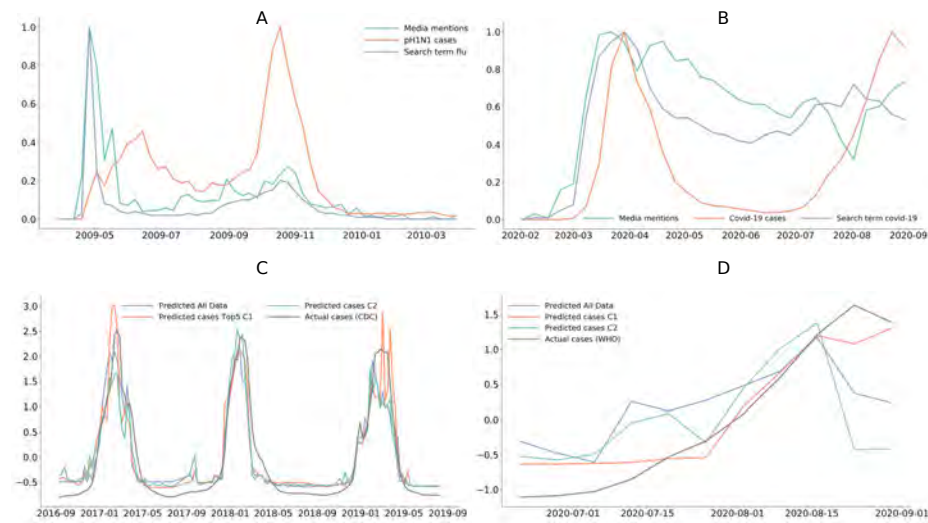 A
Media mentions
pH1N1 cases
Search term flu
1.0
0.8
0.6
0.4
0.2
0.0
2009-05 2009-07 2009-09 2009-11 2010-01 2010-03
B
1.0
0.8
0.6
0.4
0.2
0.0
Media mentions Covid-19 cases Search term covid-19
2020-02 2020-03 2020-04 2020-05 2020-06 2020-07 2020-08 2020-09
C
Predicted All Data Predicted cases C2
Predicted cases Top5 C1 Actual cases (CDC)
3.0
2.5
2.0
1.5
1.0
0.5
0.0
−0.5
2016-09 2017-01 2017-05 2017-09 2018-01 2018-05 2018-09 2019-01 2019-05 2019-09
D
Predicted All Data
Predicted cases C1
Predicted cases C2
Actual cases (WHO)
1.5
1.0
0.5
0.0
−0.5
−1.0
2020-07-01 2020-07-15 2020-08-01 2020-08-15 2020-09-01